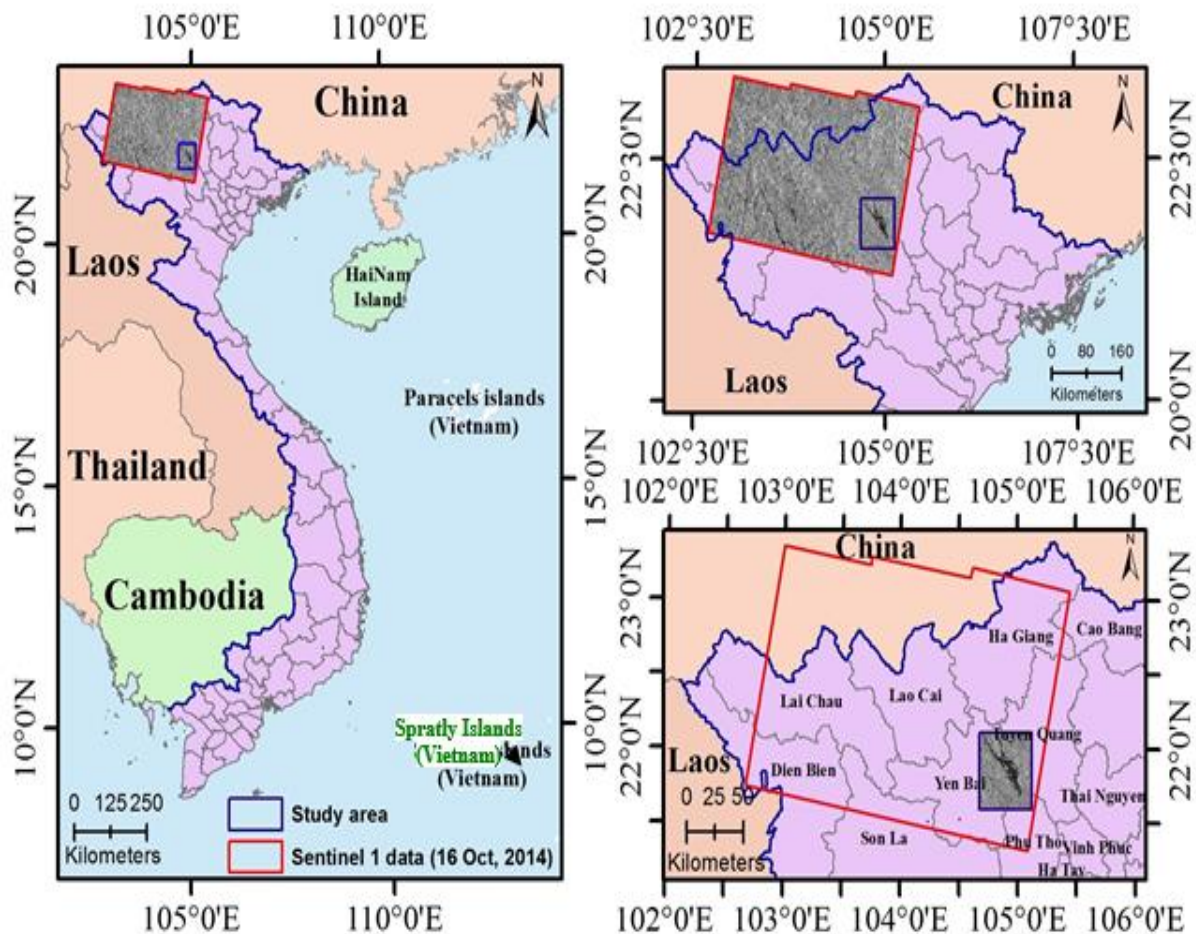 105°0'E 110°0'E
N
China
Laos
HaiNam
Island
Paracels islands
(Vietnam)
Thailand
Cambodia
Spratly Islands
(Vietnam) lands
(Vietnam)
0 125 250
Kilometers
Study area
Sentinel 1 data (16 Oct, 2014)
20°0'N
15°0'N
10°0'N
20°0'N
15°0'N
10°0'N
105°0'E 110°0'E
102°30'E 105°0'E 107°30'E
China
N
Laos
0 80 160
Kilometers
22°30'N
22°30'N
20°0'N
102°30'E 105°0'E 107°30'E
102°0'E 103°0'E 104°0'E 105°0'E 106°0'E
China
N
Ha Giang
Cao Bang
Lai Chau
Lao Cai
Tuyen Quang
Laos
Dien Bien
Yen Bai
Thai Nguyen
0 25 50
Kilometers
Son La
Phu Tho
Vinh Phuc
Ha Tay
23°0'N
22°0'N
23°0'N
22°0'N
102°0'E 103°0'E 104°0'E 105°0'E 106°0'E